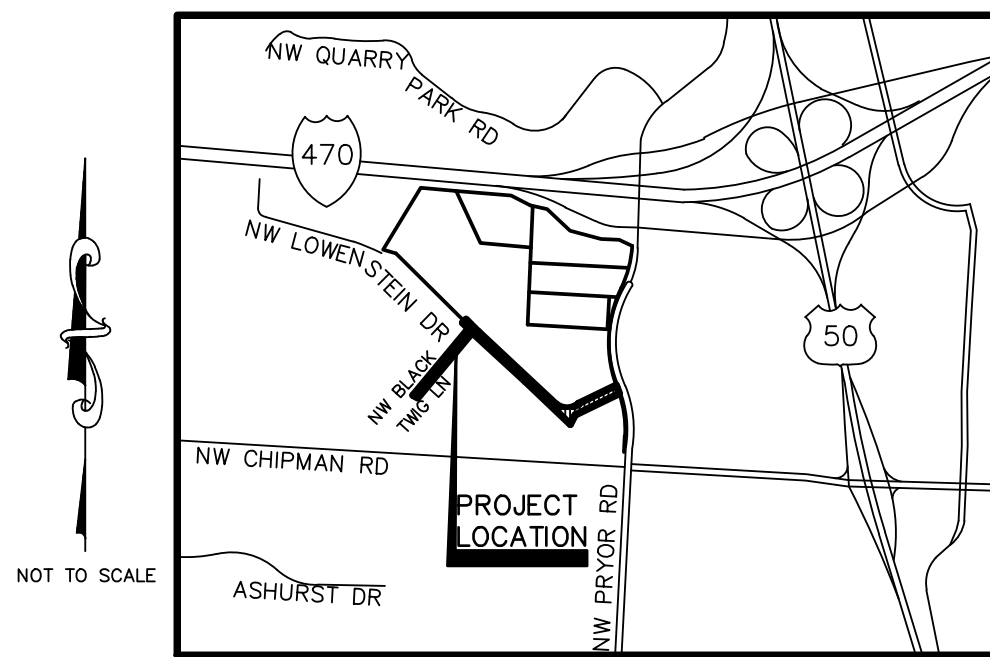 NW QUARRY
PARK RD
470
NW LOWENSTEIN DR
50
NW BLACK
TWIG LN
NW CHIPMAN RD
PROJECT
LOCATION
NW PRYOR RD
NOT TO SCALE
ASHURST DR